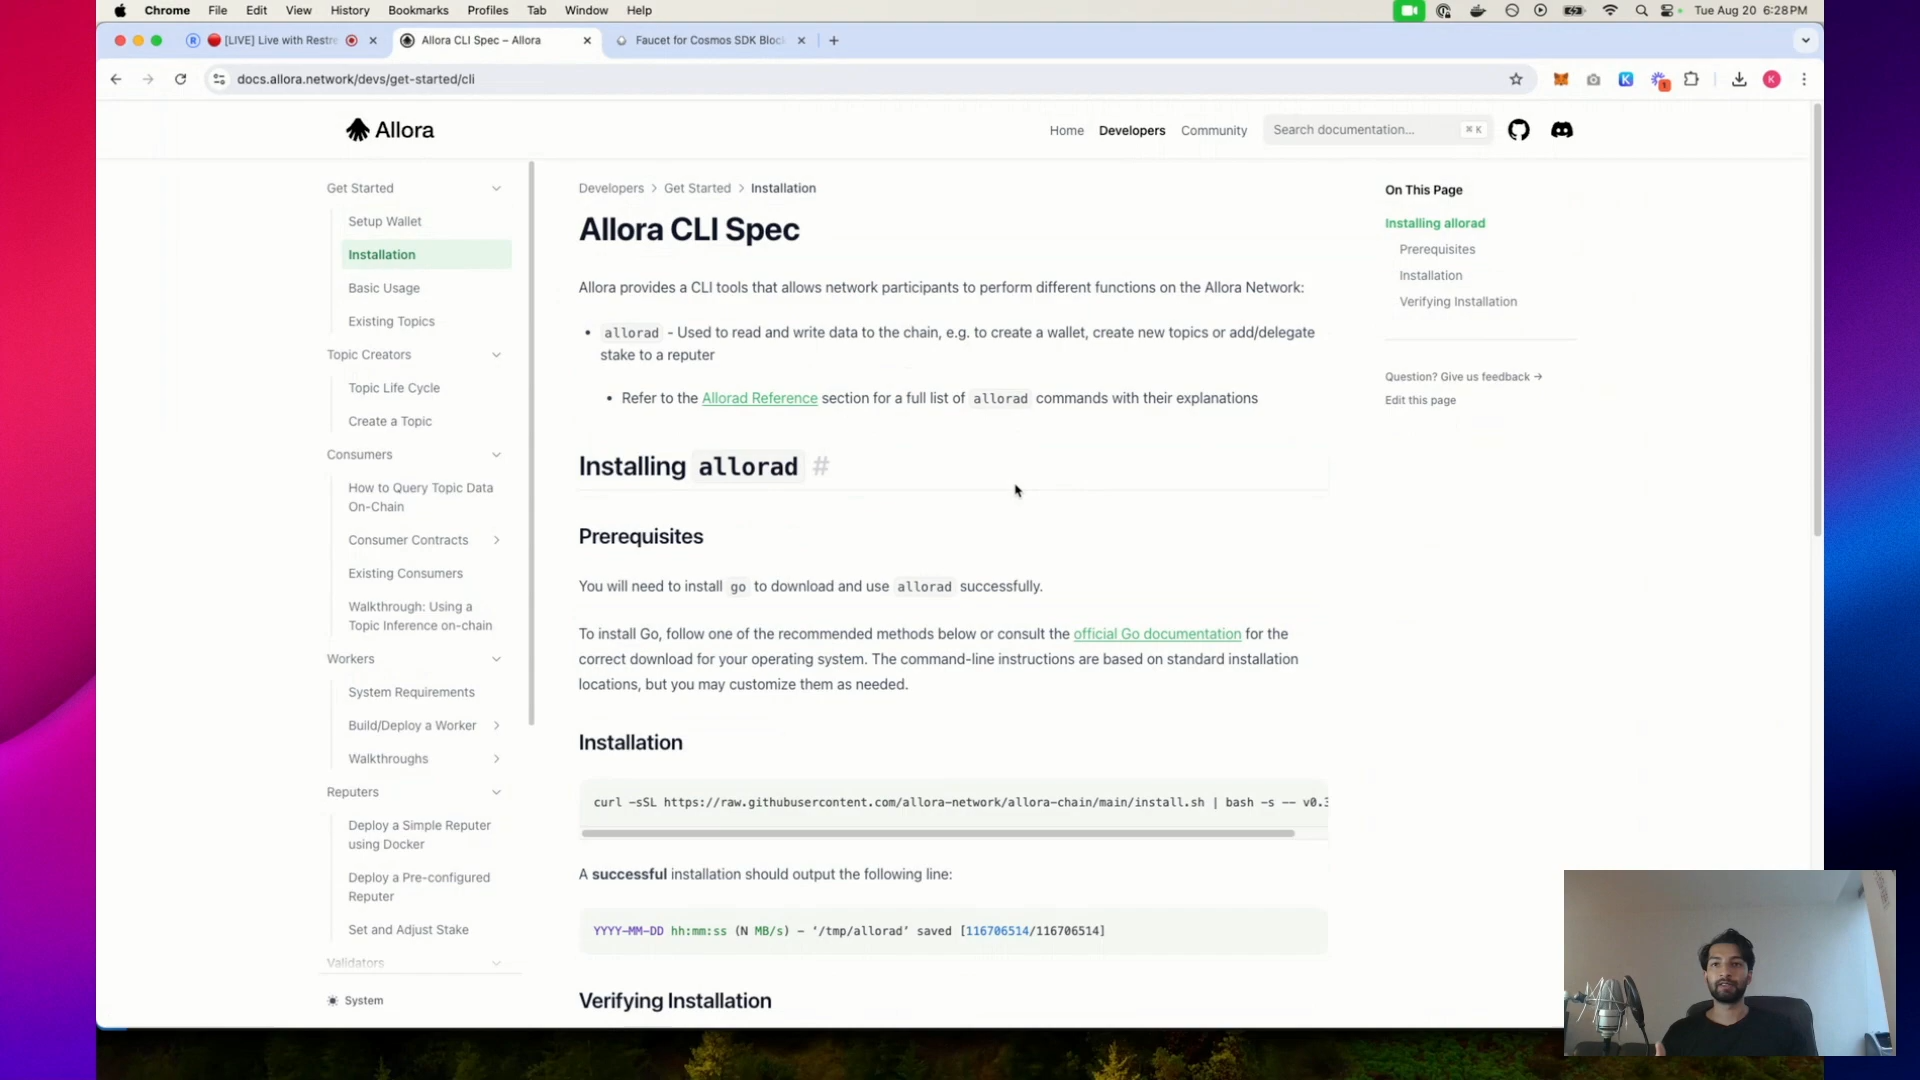 Chrome File Edit View History Bookmarks Profiles Tab Window Help Tue Aug 20 6:28 PM
[LIVE] Live with Restre Allora CLI Spec – Allora Faucet for Cosmos SDK Bloc
docs.allora.network/devs/get-started/cli
Allora
Home Developers Community Search documentation... ⌘ K
Get Started
Setup Wallet
Installation
Basic Usage
Existing Topics
Topic Creators
Topic Life Cycle
Create a Topic
Consumers
How to Query Topic Data
On-Chain
Consumer Contracts
Existing Consumers
Walkthrough: Using a
Topic Inference on-chain
Workers
System Requirements
Build/Deploy a Worker
Walkthroughs
Reputers
Deploy a Simple Reputer
using Docker
Deploy a Pre-configured
Reputer
Set and Adjust Stake
Validators
System
Developers > Get Started > Installation
Allora CLI Spec
Allora provides a CLI tools that allows network participants to perform different functions on the Allora Network:
• allorad - Used to read and write data to the chain, e.g. to create a wallet, create new topics or add/delegate
stake to a reputer
• Refer to the Allorad Reference section for a full list of allorad commands with their explanations
Installing allorad #
Prerequisites
You will need to install go to download and use allorad successfully.
To install Go, follow one of the recommended methods below or consult the official Go documentation for the
correct download for your operating system. The command-line instructions are based on standard installation
locations, but you may customize them as needed.
Installation
curl -sSL https://raw.githubusercontent.com/allora-network/allora-chain/main/install.sh | bash -s -- v0.3
A successful installation should output the following line:
YYYY-MM-DD hh:mm:ss (N MB/s) - ‘/tmp/allorad’ saved [116706514/116706514]
Verifying Installation
On This Page
Installing allorad
Prerequisites
Installation
Verifying Installation
Question? Give us feedback →
Edit this page